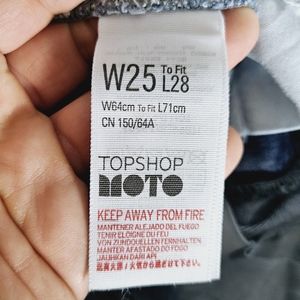 W25 To Fit L28
W64cm To Fit L71cm
CN 150/64A
TOPSHOP
MOTO
KEEP AWAY FROM FIRE
MANTENER ALEJADO DEL FUEGO
TENIR ÉLOIGNÉ DU FEU
VON ZUNDQUELLEN FERNHALTEN
MANTER AFASTADO DO FOGO
JAUHKAN DARI API